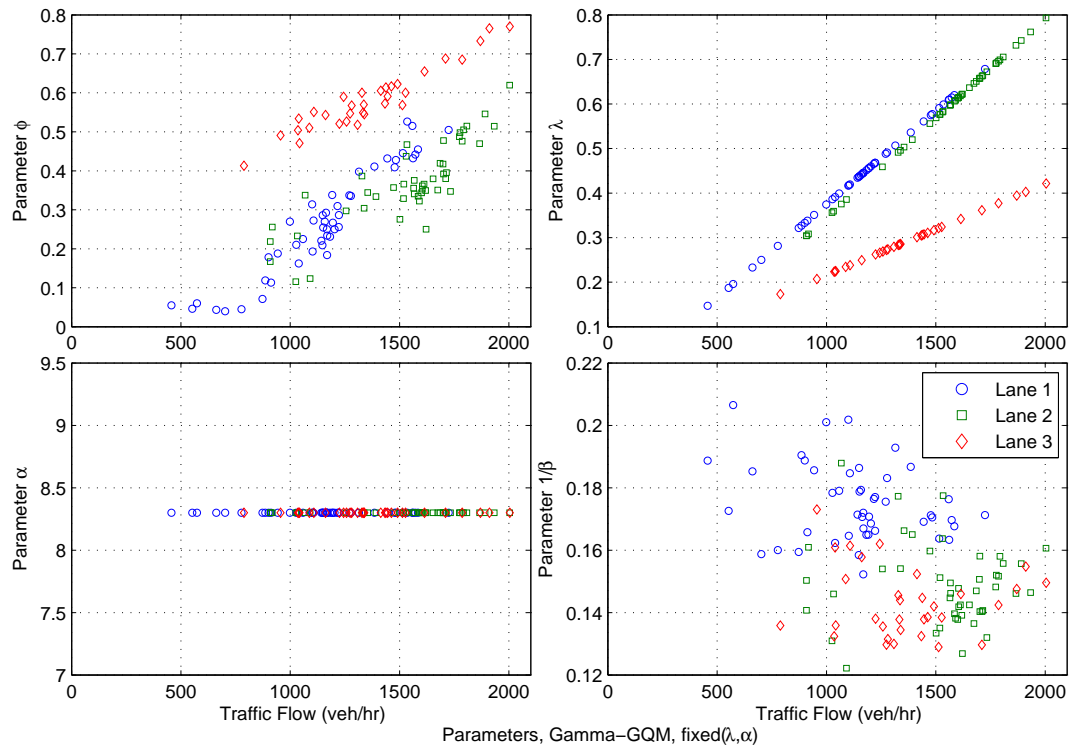 0.8
0.7
0.6
0.5
0.4
0.3
0.2
0.1
0
Parameter ϕ
0 500 1000 1500 2000
0.8
0.7
0.6
0.5
0.4
0.3
0.2
0.1
Parameter λ
0 500 1000 1500 2000
9.5
9
8.5
8
7.5
7
Parameter α
0 500 1000 1500 2000
Traffic Flow (veh/hr)
0.22
0.2
0.18
0.16
0.14
0.12
Parameter 1/β
Lane 1
Lane 2
Lane 3
0 500 1000 1500 2000
Traffic Flow (veh/hr)
Parameters, Gamma−GQM, fixed(λ,α)